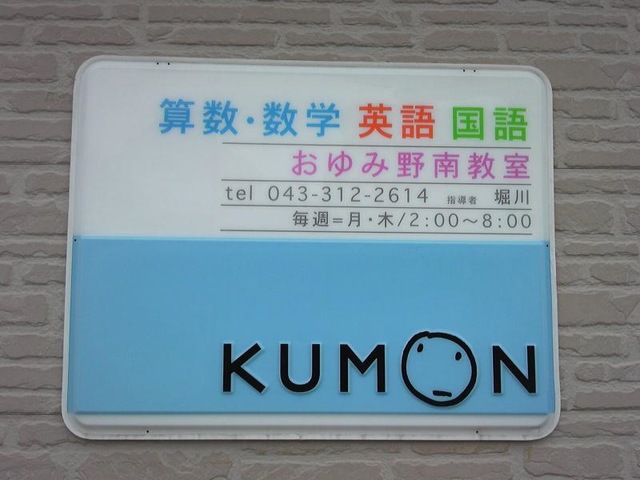 算数・数学 英語 国語
おゆみ野南教室
tel 043-312-2614 指導者 堀川
毎週=月・木/2:00〜8:00
KUMON